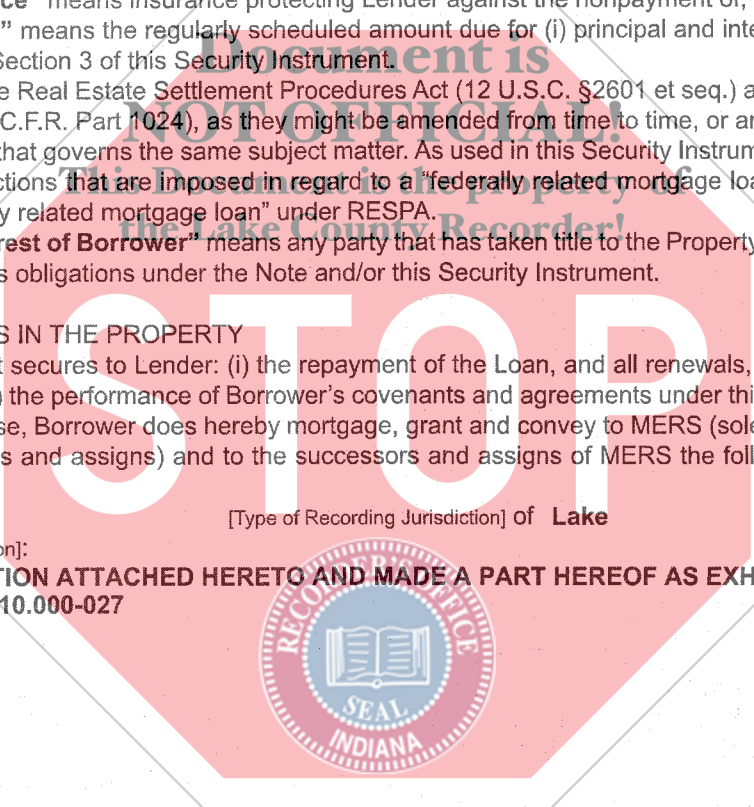 ce" means insurance protecting Lender against the nonpayment of,
" means the regularly scheduled amount due for (i) principal and inte
Section 3 of this Security Instrument.
e Real Estate Settlement Procedures Act (12 U.S.C. §2601 et seq.) a
C.F.R. Part 1024), as they might be amended from time to time, or an
that governs the same subject matter. As used in this Security Instrum
ctions that are imposed in regard to a "federally related mortgage loa
y related mortgage loan" under RESPA.
rest of Borrower" means any party that has taken title to the Property
s obligations under the Note and/or this Security Instrument.
Document is
NOT OFFICIAL!
This Document is the property of
the Lake County Recorder!
STOP
S IN THE PROPERTY
t secures to Lender: (i) the repayment of the Loan, and all renewals,
) the performance of Borrower's covenants and agreements under thi
se, Borrower does hereby mortgage, grant and convey to MERS (sole
s and assigns) and to the successors and assigns of MERS the foll
[Type of Recording Jurisdiction] of Lake
on]:
TION ATTACHED HERETO AND MADE A PART HEREOF AS EXH
10.000-027
RECORDER OFFICE
SEAL
INDIANA